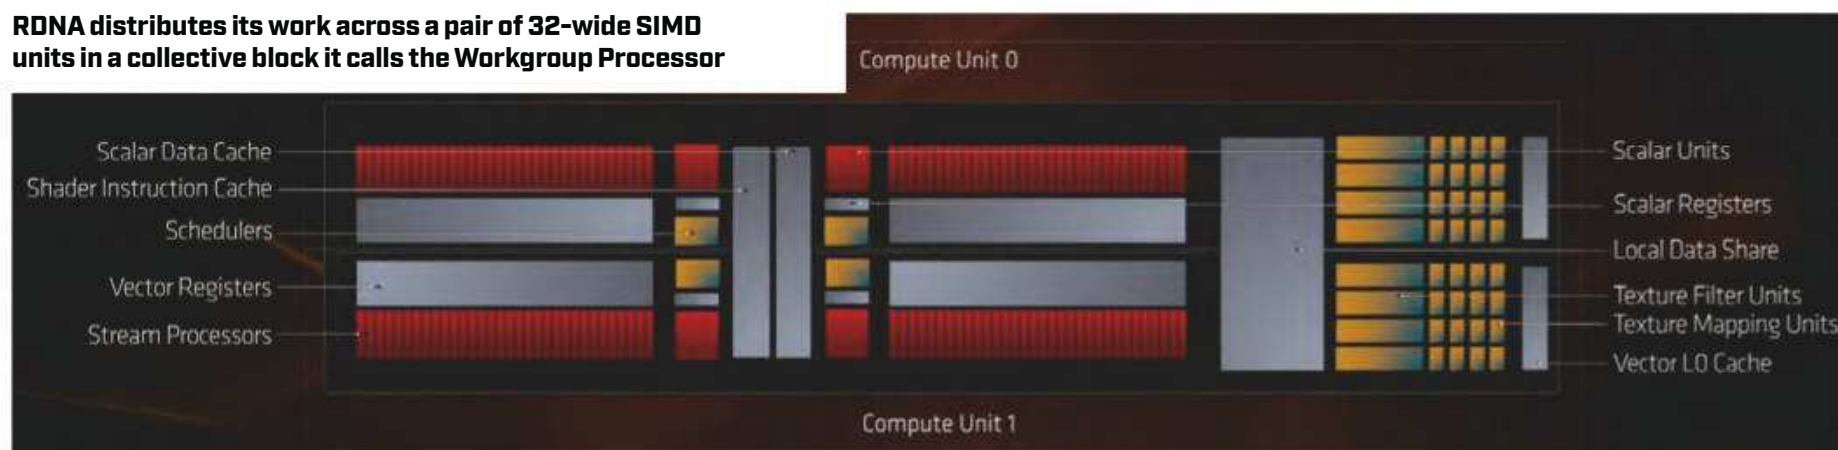 RDNA distributes its work across a pair of 32-wide SIMD
units in a collective block it calls the Workgroup Processor
Compute Unit 0
Scalar Data Cache
Shader Instruction Cache
Schedulers
Vector Registers
Stream Processors
Scalar Units
Scalar Registers
Local Data Share
Texture Filter Units
Texture Mapping Units
Vector L0 Cache
Compute Unit 1